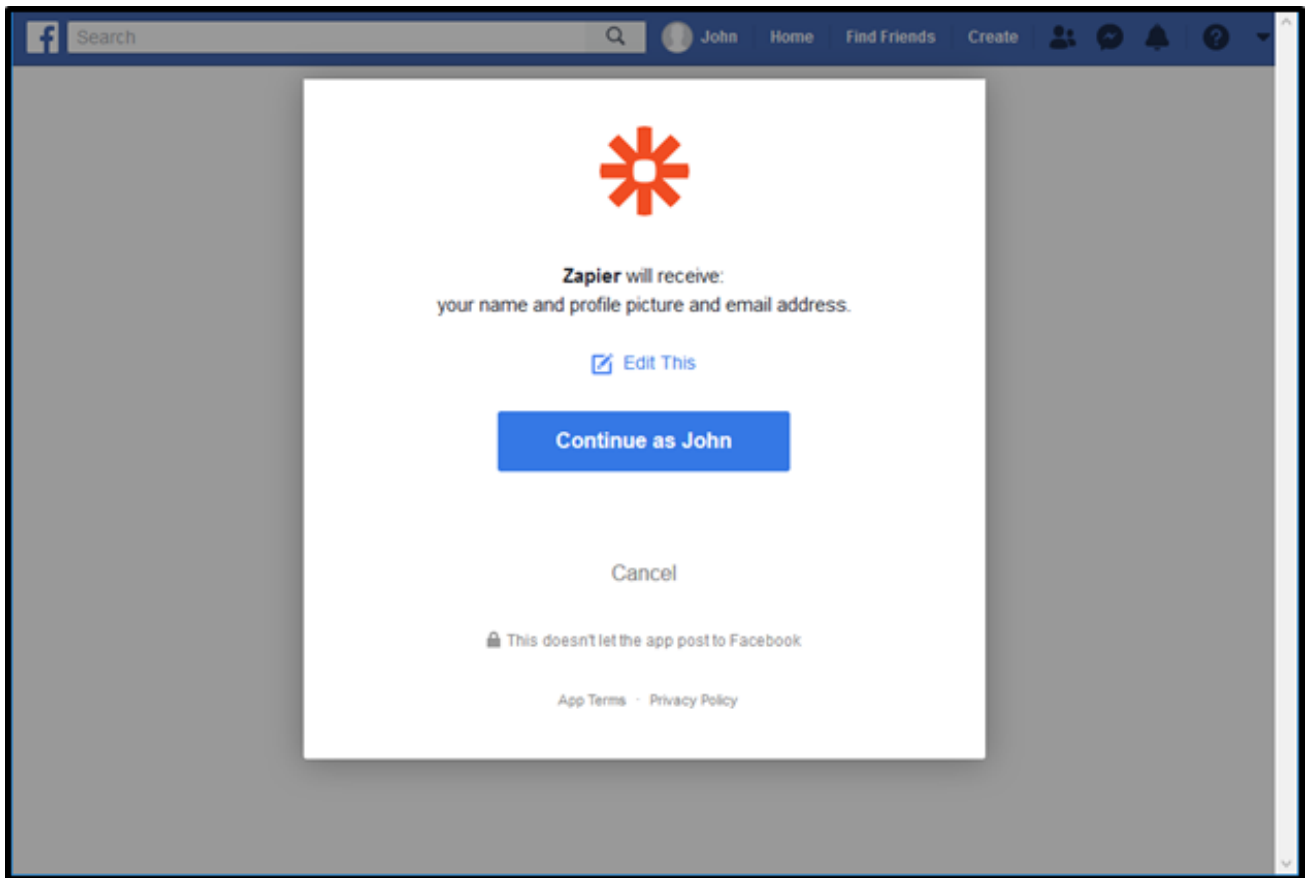 Search
John Home Find Friends Create
Zapier will receive:
your name and profile picture and email address.
Edit This
Continue as John
Cancel
This doesn't let the app post to Facebook
App Terms · Privacy Policy